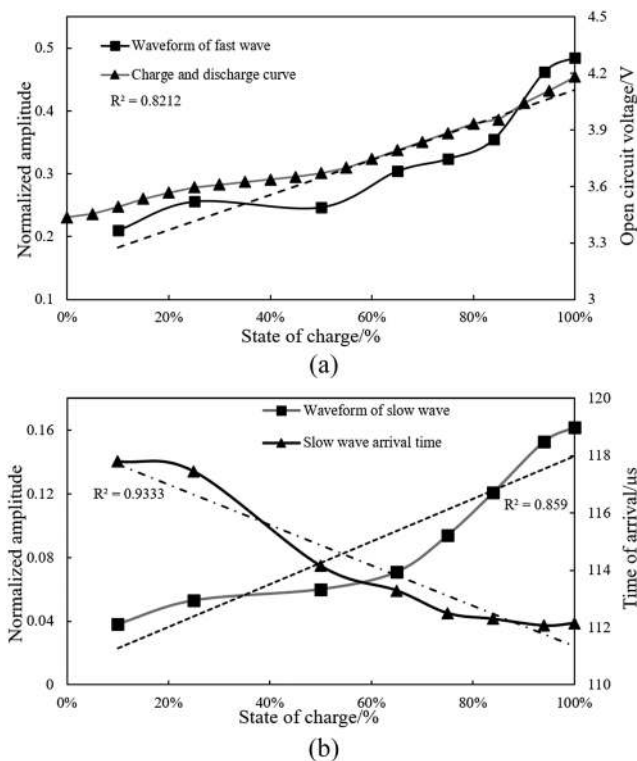 (a)
0.5
0.4
0.3
0.2
0.1
Normalized amplitude
Waveform of fast wave
Charge and discharge curve
R² = 0.8212
4.5
4.2
3.9
3.6
3.3
3
Open circuit voltage/V
0% 20% 40% 60% 80% 100%
State of charge/%
(a)
0.16
0.12
0.08
0.04
0
Normalized amplitude
Waveform of slow wave
Slow wave arrival time
R² = 0.9333
R² = 0.859
120
118
116
114
112
110
Time of arrival/us
0% 20% 40% 60% 80% 100%
State of charge/%
(b)